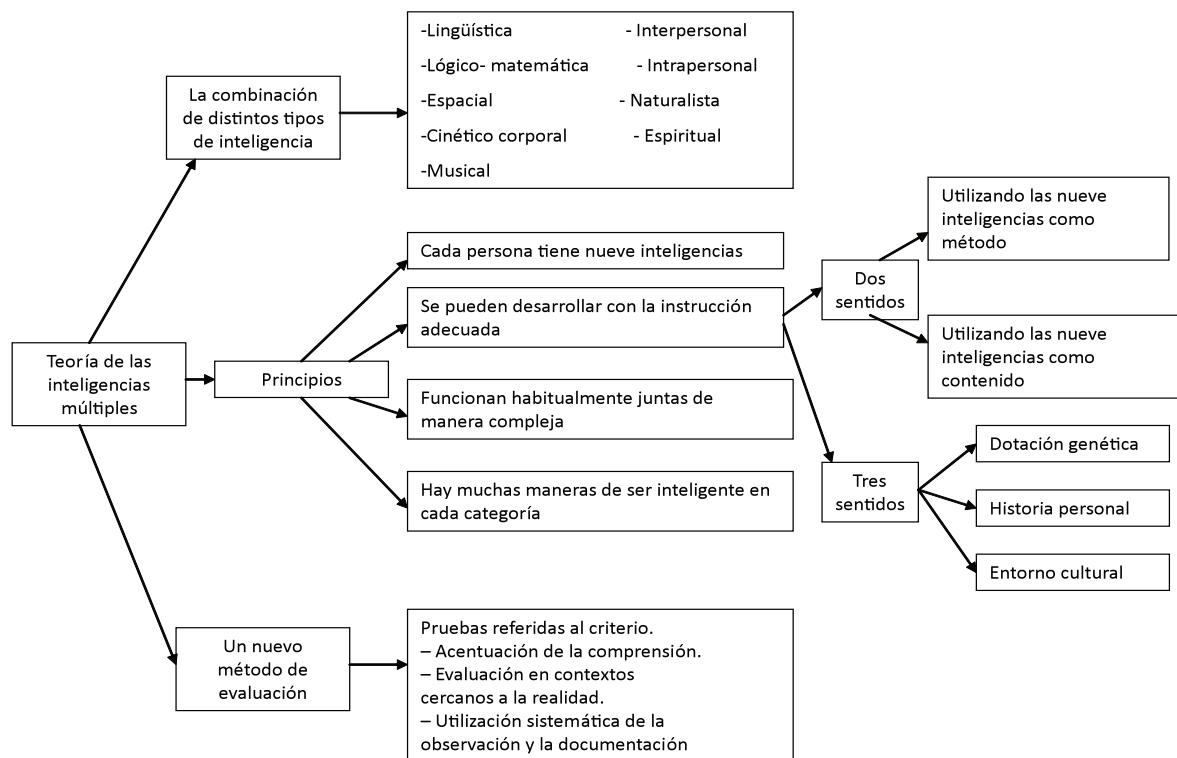 -Lingüística - Interpersonal
-Lógico- matemática - Intrapersonal
-Espacial - Naturalista
-Cinético corporal - Espiritual
-Musical
La combinación
de distintos tipos
de inteligencia
Teoría de las
inteligencias
múltiples
Principios
Cada persona tiene nueve inteligencias
Se pueden desarrollar con la instrucción
adecuada
Funcionan habitualmente juntas de
manera compleja
Hay muchas maneras de ser inteligente en
cada categoría
Dos
sentidos
Utilizando las nueve
inteligencias como
método
Utilizando las nueve
inteligencias como
contenido
Tres
sentidos
Dotación genética
Historia personal
Entorno cultural
Un nuevo
método de
evaluación
Pruebas referidas al criterio.
– Acentuación de la comprensión.
– Evaluación en contextos
cercanos a la realidad.
– Utilización sistemática de la
observación y la documentación